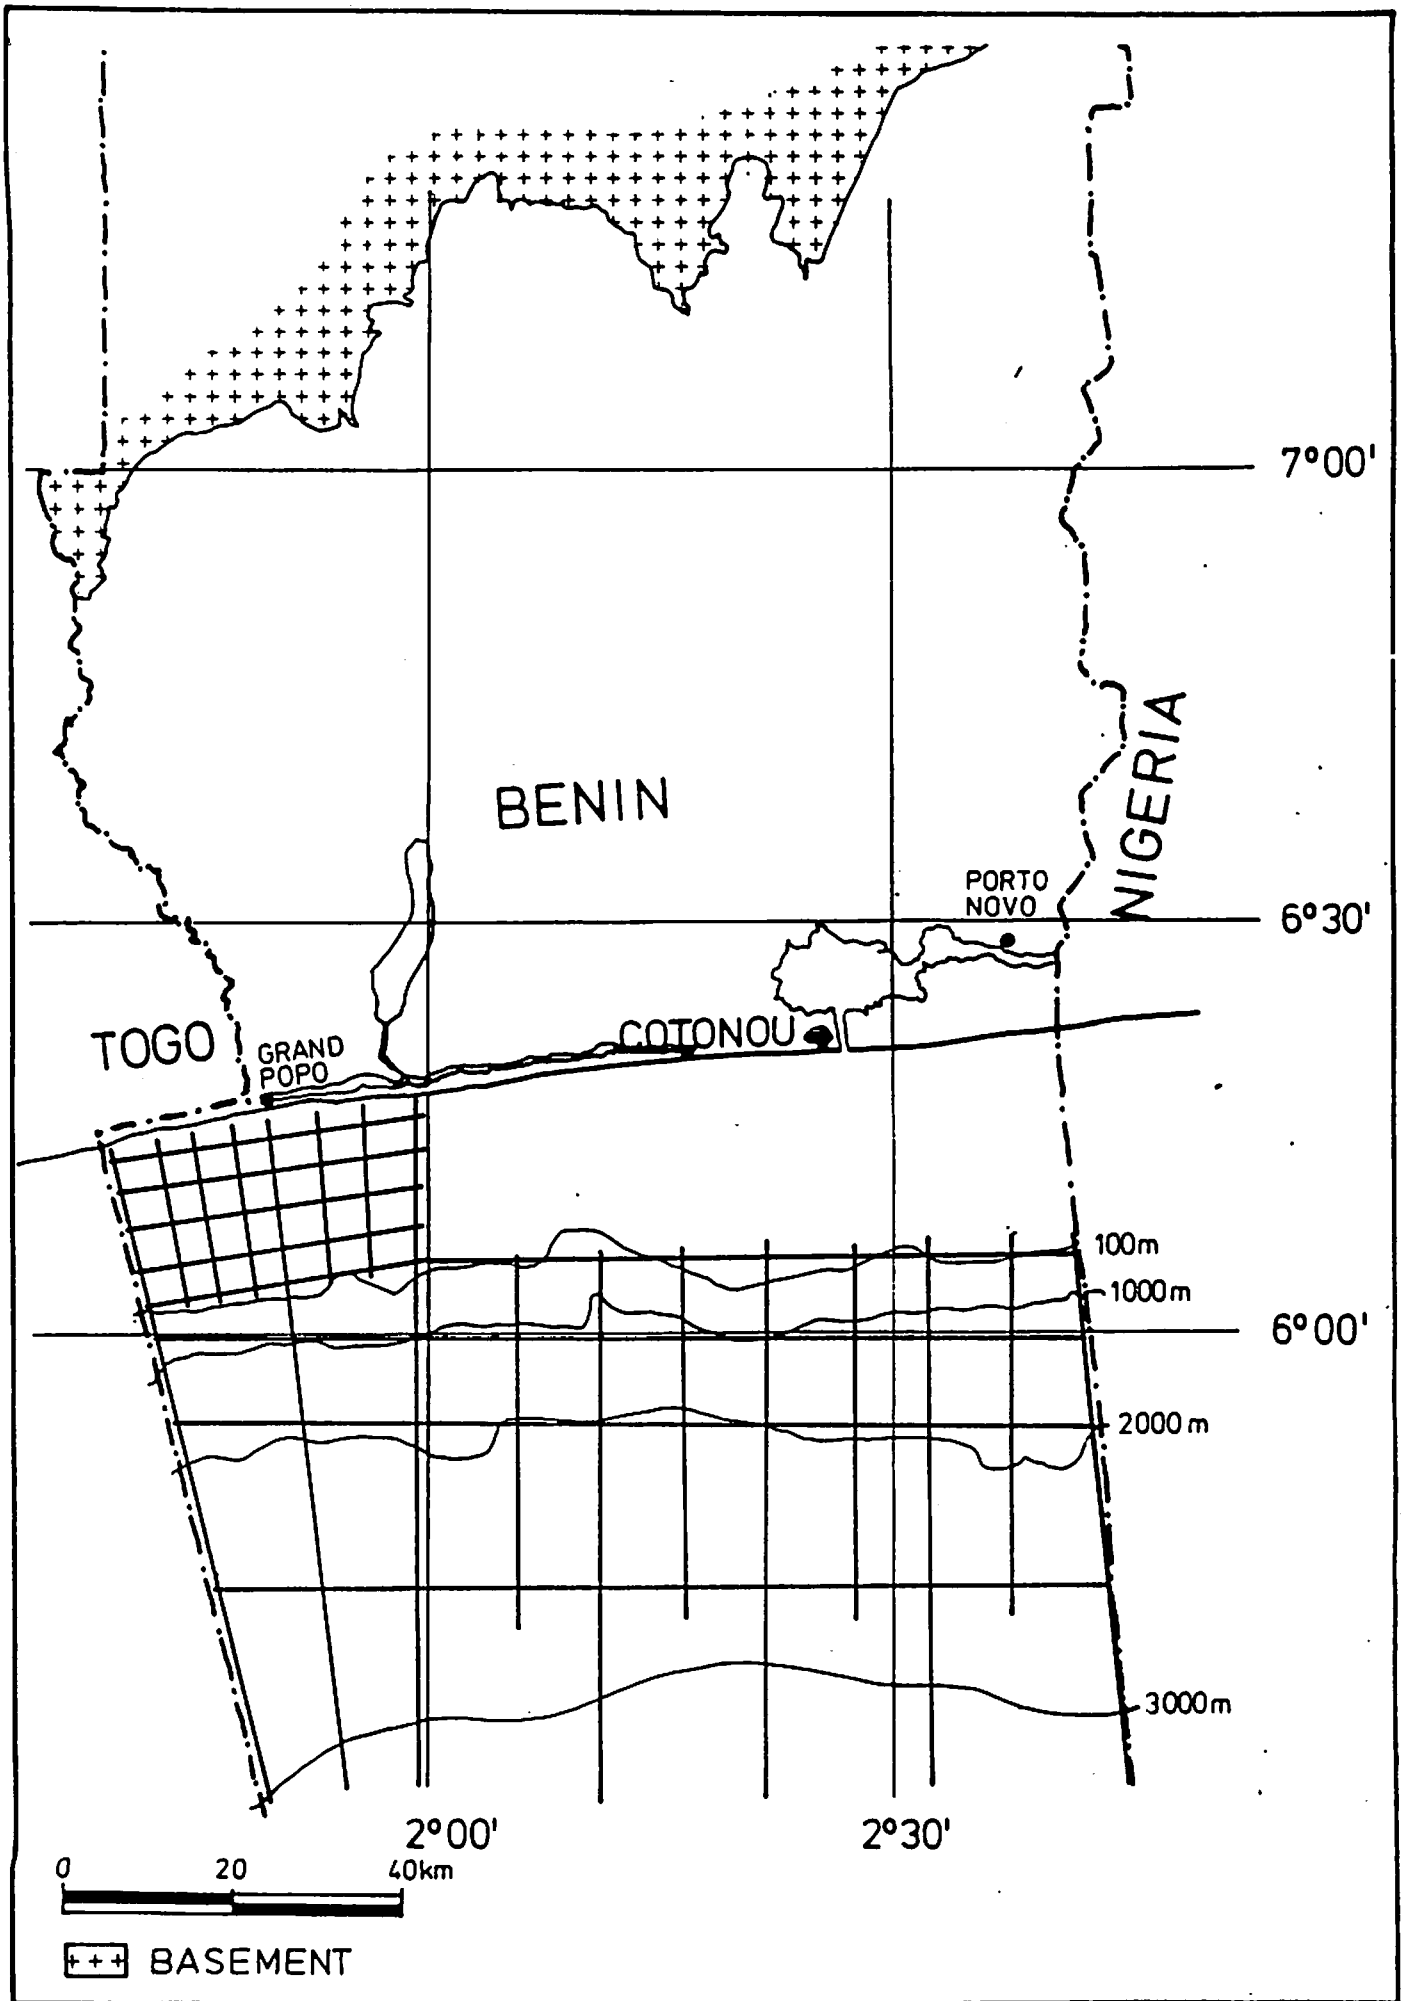 7°00'
BENIN
NIGERIA
PORTO
NOVO
6°30'
TOGO
GRAND
POPO
COTONOU
100m
1000m
6°00'
2000m
3000m
2°00'
2°30'
0 20 40km
BASEMENT